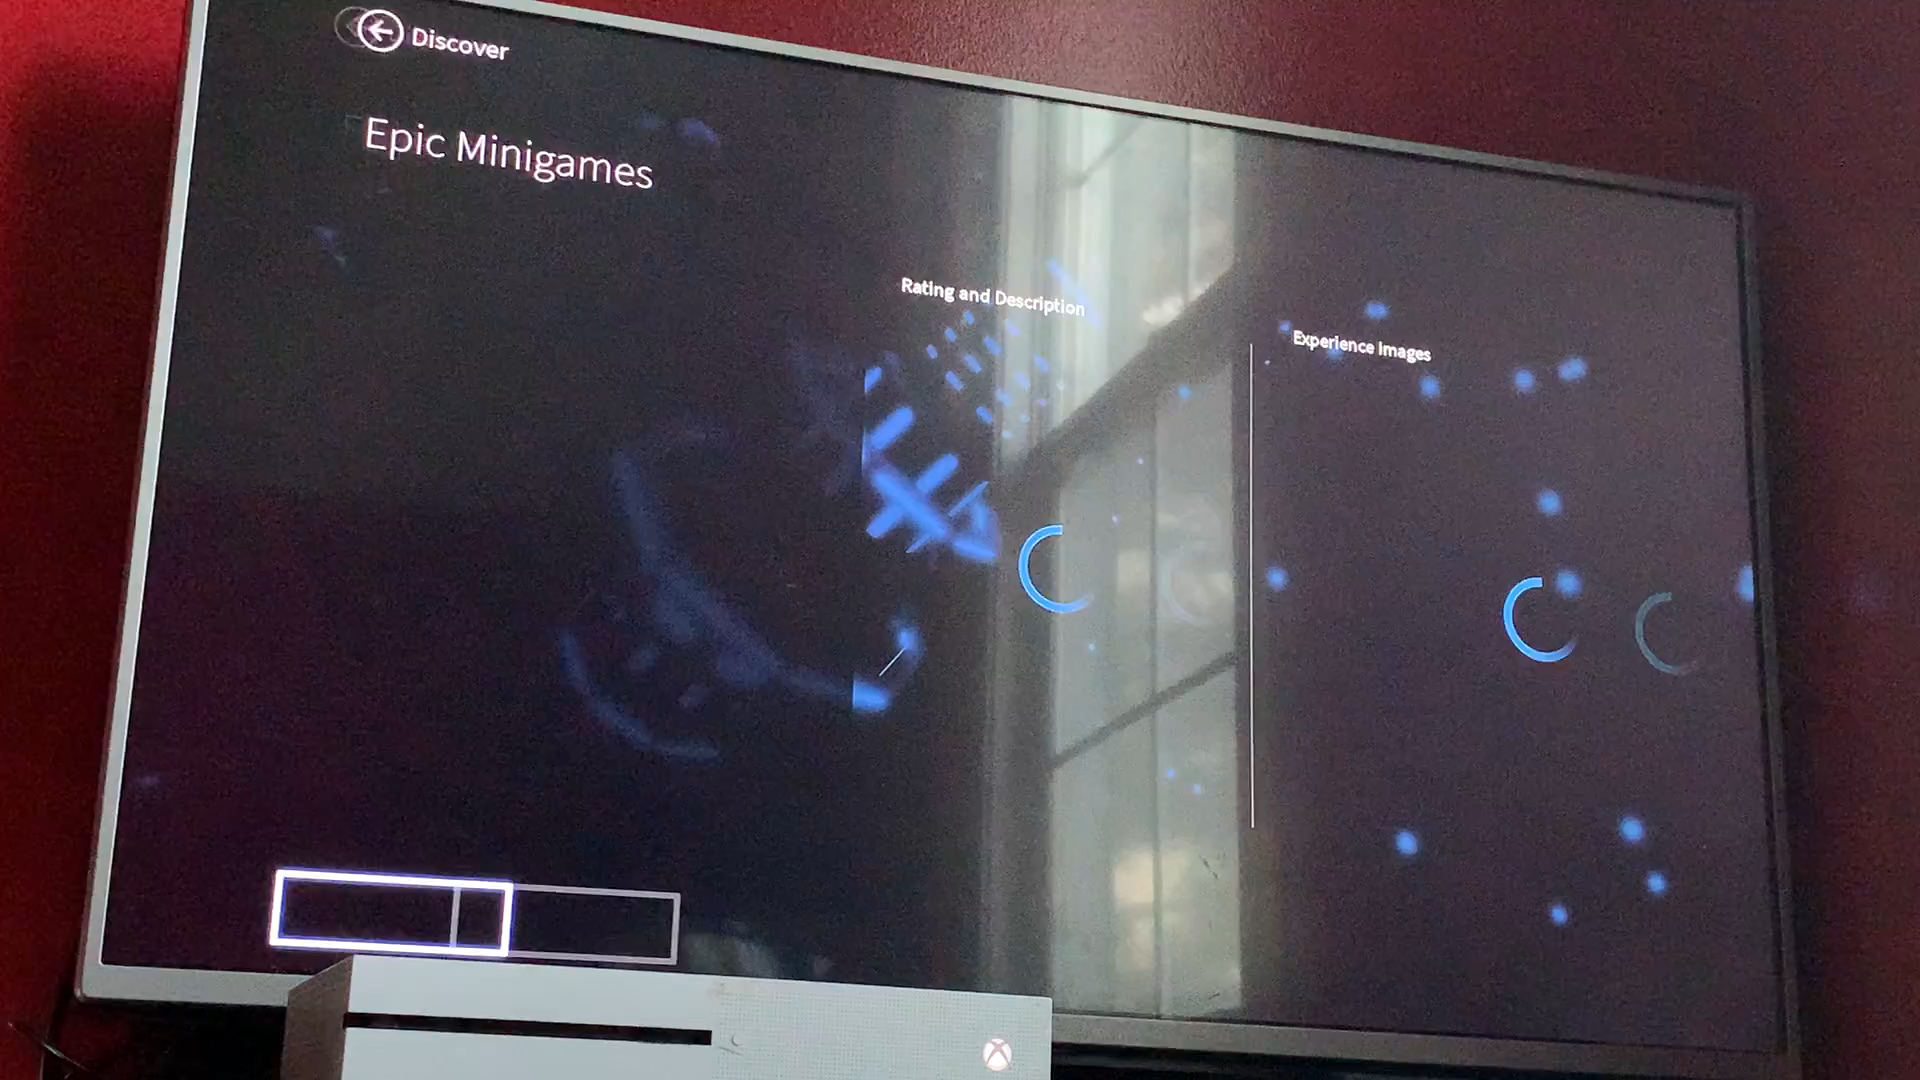 Discover
Epic Minigames
Rating and Description
Experience Images